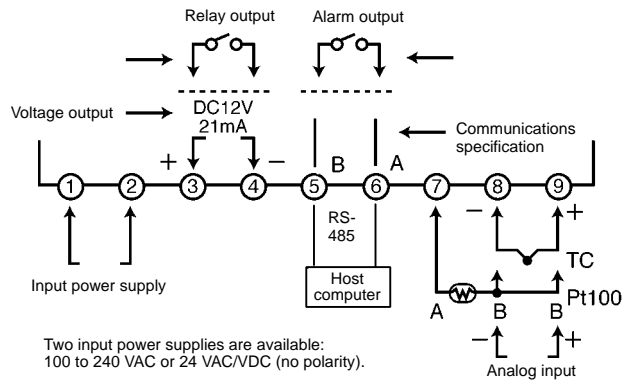 Relay output
Alarm output
Voltage output
DC12V
21mA
Communications
specification
+
−
B
A
1
2
3
4
5
6
7
8
9
RS-
485
−
+
Input power supply
Host
computer
TC
A
B
B
Pt100
−
+
Two input power supplies are available:
100 to 240 VAC or 24 VAC/VDC (no polarity).
Analog input